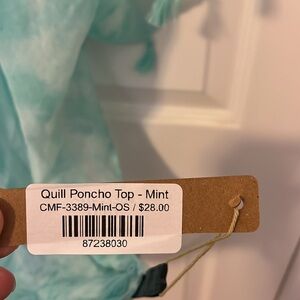 Quill Poncho Top - Mint
CMF-3389-Mint-OS / $28.00
87238030